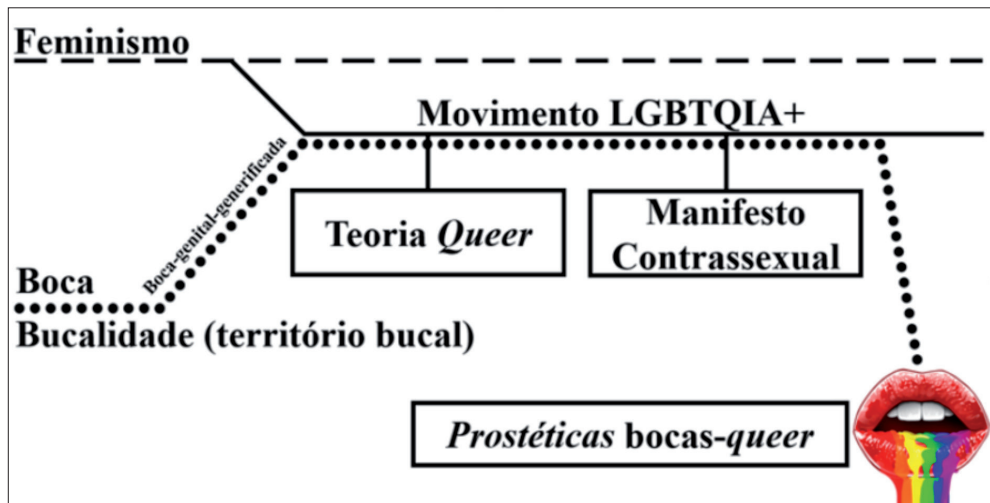 Feminismo
Movimento LGBTQIA+
Boca-genital-generificada
Teoria Queer
Manifesto
Contrassexual
Boca
Bucalidade (território bucal)
Prostéticas bocas-queer